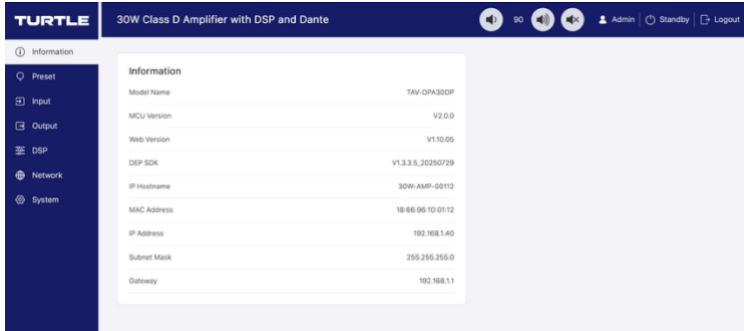 TURTLE
30W Class D Amplifier with DSP and Dante
90
Admin
Standby
Logout
Information
Preset
Input
Output
DSP
Network
System
Information
Model Name TAV-DPA30DP
MCU Version V2.0.0
Web Version V1.10.05
DEP SDK V1.3.3.5_20250729
IP Hostname 30W-AMP-00112
MAC Address 18:66:96:10:01:12
IP Address 192.168.1.40
Subnet Mask 255.255.255.0
Gateway 192.168.1.1